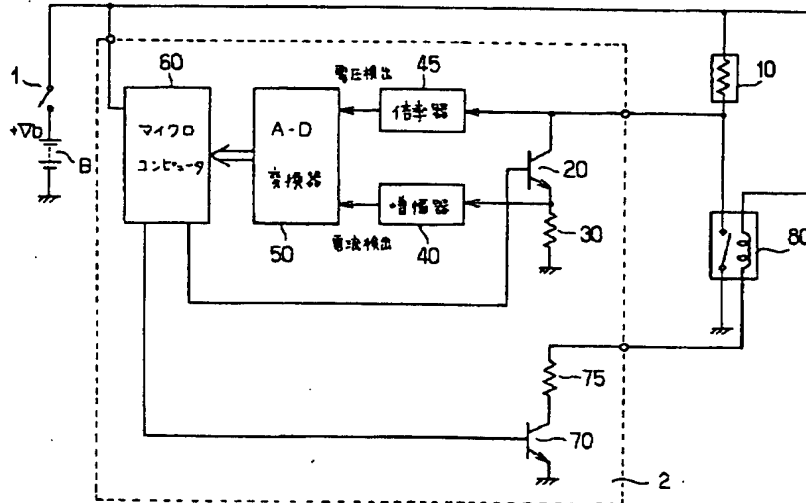 1
+VD
B
60
マイクロ
コンピュータ
A-D
変換器
50
電圧検出
45
倍率器
増幅器
40
電流検出
20
30
10
80
75
70
2